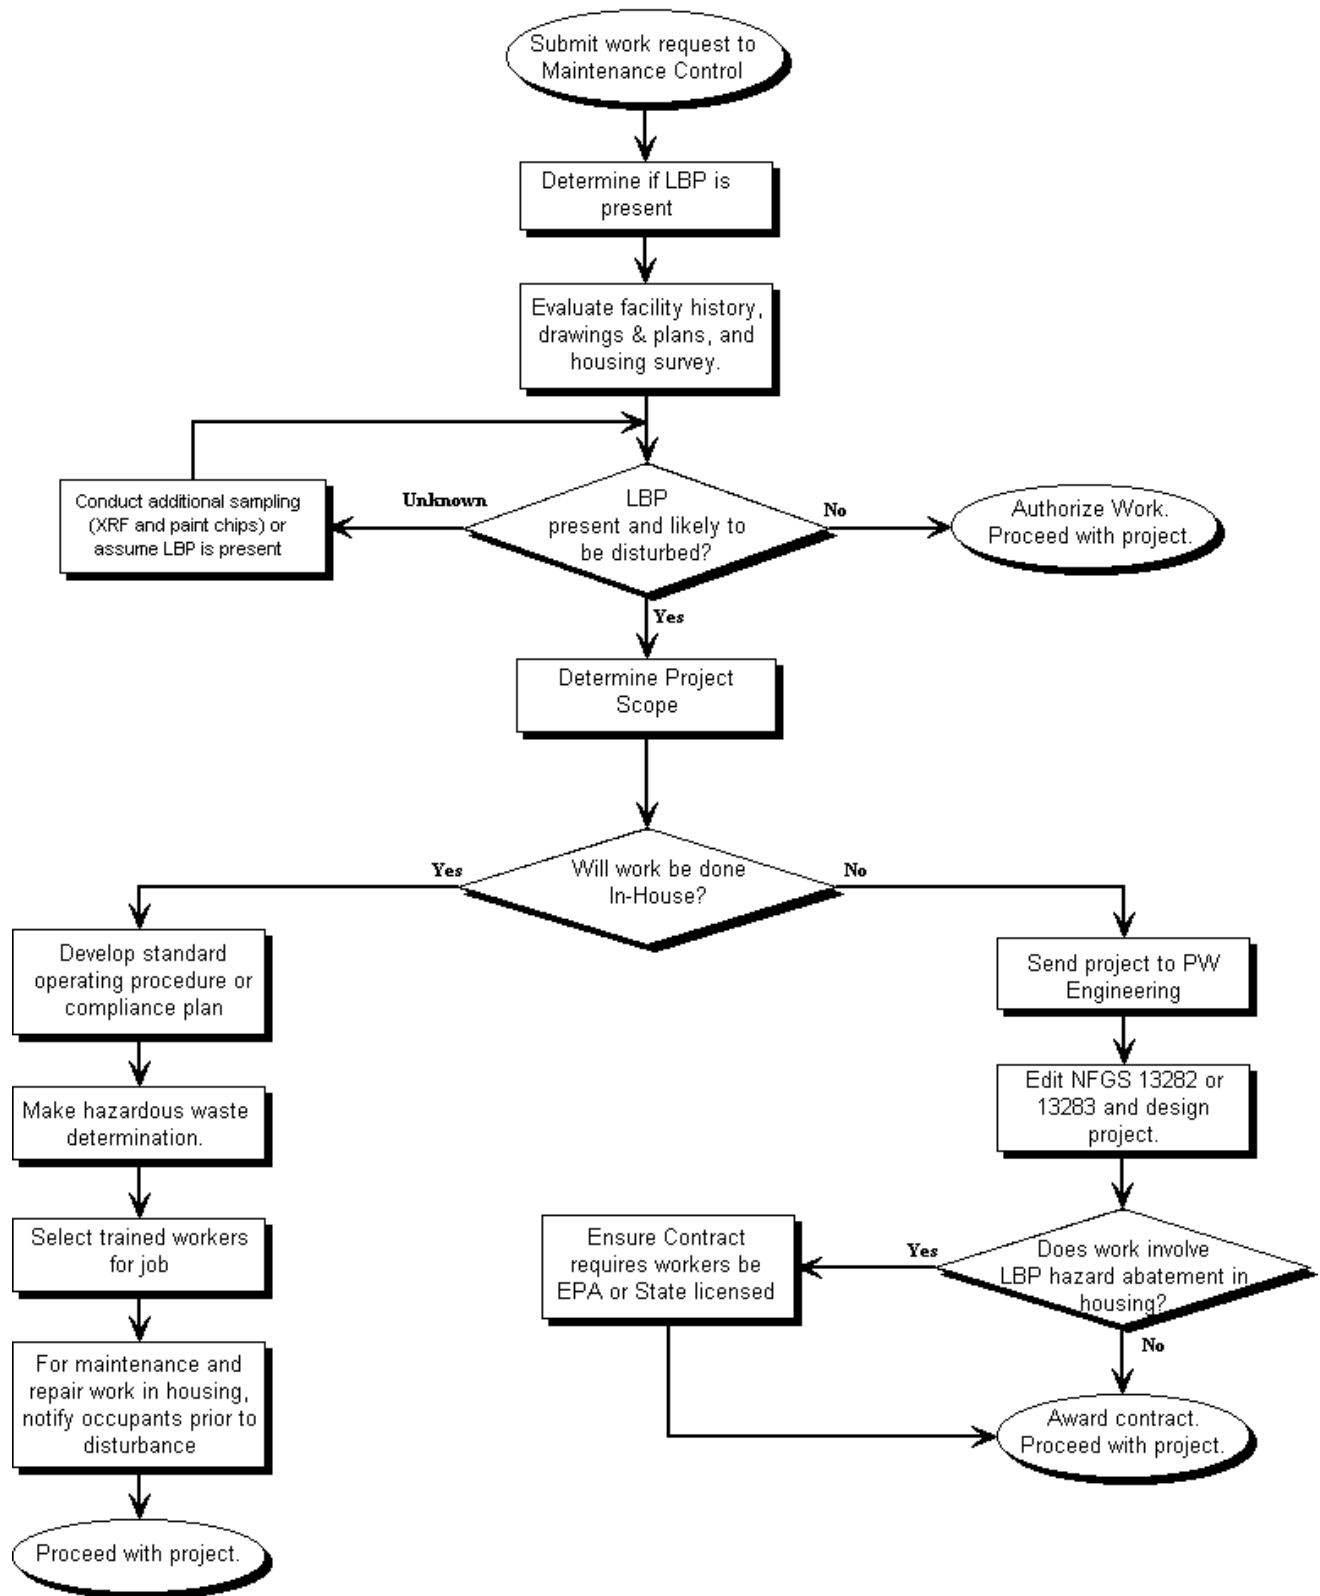 Submit work request to
Maintenance Control
Determine if LBP is
present
Evaluate facility history,
drawings & plans, and
housing survey.
Conduct additional sampling
(XRF and paint chips) or
assume LBP is present
Unknown
LBP
present and likely to
be disturbed?
No
Authorize Work.
Proceed with project.
Yes
Determine Project
Scope
Yes
Will work be done
In-House?
No
Develop standard
operating procedure or
compliance plan
Make hazardous waste
determination.
Select trained workers
for job
For maintenance and
repair work in housing,
notify occupants prior to
disturbance
Proceed with project.
Send project to PW
Engineering
Edit NFGS 13282 or
13283 and design
project.
Does work involve
LBP hazard abatement in
housing?
Yes
Ensure Contract
requires workers be
EPA or State licensed
No
Award contract.
Proceed with project.